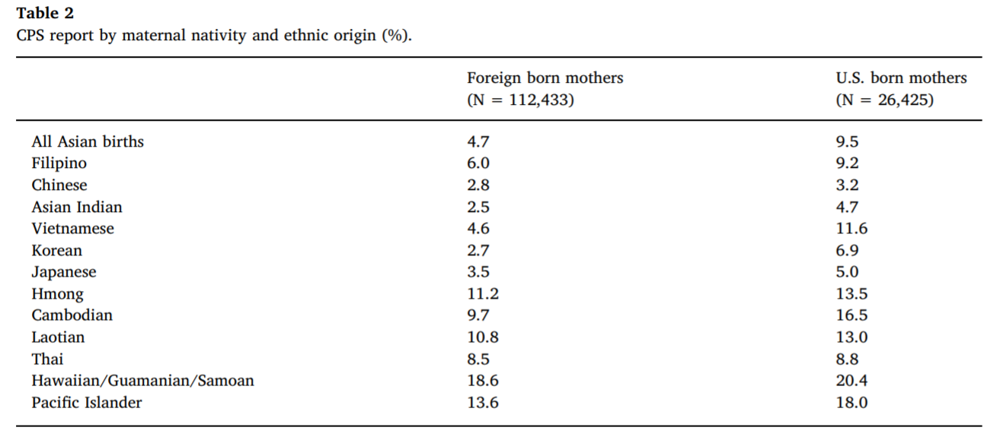 Table 2
CPS report by maternal nativity and ethnic origin (%).
Foreign born mothers U.S. born mothers
(N = 112,433) (N = 26,425)
All Asian births 4.7 9.5
Filipino 6.0 9.2
Chinese 2.8 3.2
Asian Indian 2.5 4.7
Vietnamese 4.6 11.6
Korean 2.7 6.9
Japanese 3.5 5.0
Hmong 11.2 13.5
Cambodian 9.7 16.5
Laotian 10.8 13.0
Thai 8.5 8.8
Hawaiian/Guamanian/Samoan 18.6 20.4
Pacific Islander 13.6 18.0